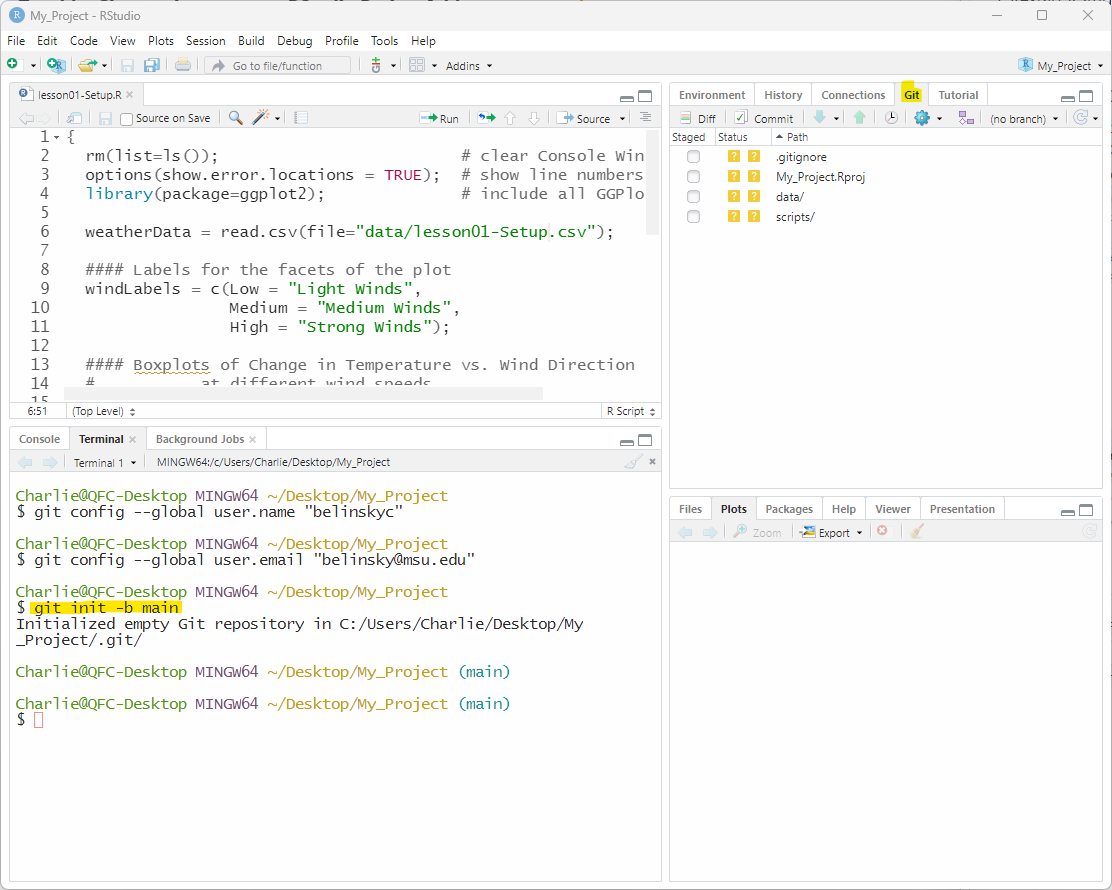 My_Project - RStudio
File Edit Code View Plots Session Build Debug Profile Tools Help
Go to file/function Addins My_Project
lesson01-Setup.R
Source on Save Run Source
1 {
2 rm(list=ls()); # clear Console Win
3 options(show.error.locations = TRUE); # show line numbers
4 library(package=ggplot2); # include all GGPlo
5
6 weatherData = read.csv(file="data/lesson01-Setup.csv");
7
8 #### Labels for the facets of the plot
9 windLabels = c(Low = "Light Winds",
10 Medium = "Medium Winds",
11 High = "Strong Winds");
12
13 #### Boxplots of Change in Temperature vs. Wind Direction
14 # at different wind speeds
15
6:51 (Top Level) R Script
Console Terminal Background Jobs
Terminal 1 MINGW64:/c/Users/Charlie/Desktop/My_Project
Charlie@QFC-Desktop MINGW64 ~/Desktop/My_Project
$ git config --global user.name "belinskyc"
Charlie@QFC-Desktop MINGW64 ~/Desktop/My_Project
$ git config --global user.email "belinsky@msu.edu"
Charlie@QFC-Desktop MINGW64 ~/Desktop/My_Project
$ git init -b main
Initialized empty Git repository in C:/Users/Charlie/Desktop/My
_Project/.git/
Charlie@QFC-Desktop MINGW64 ~/Desktop/My_Project (main)
Charlie@QFC-Desktop MINGW64 ~/Desktop/My_Project (main)
$
Environment History Connections Git Tutorial
Diff Commit (no branch)
Staged Status Path
? ? .gitignore
? ? My_Project.Rproj
? ? data/
? ? scripts/
Files Plots Packages Help Viewer Presentation
Zoom Export